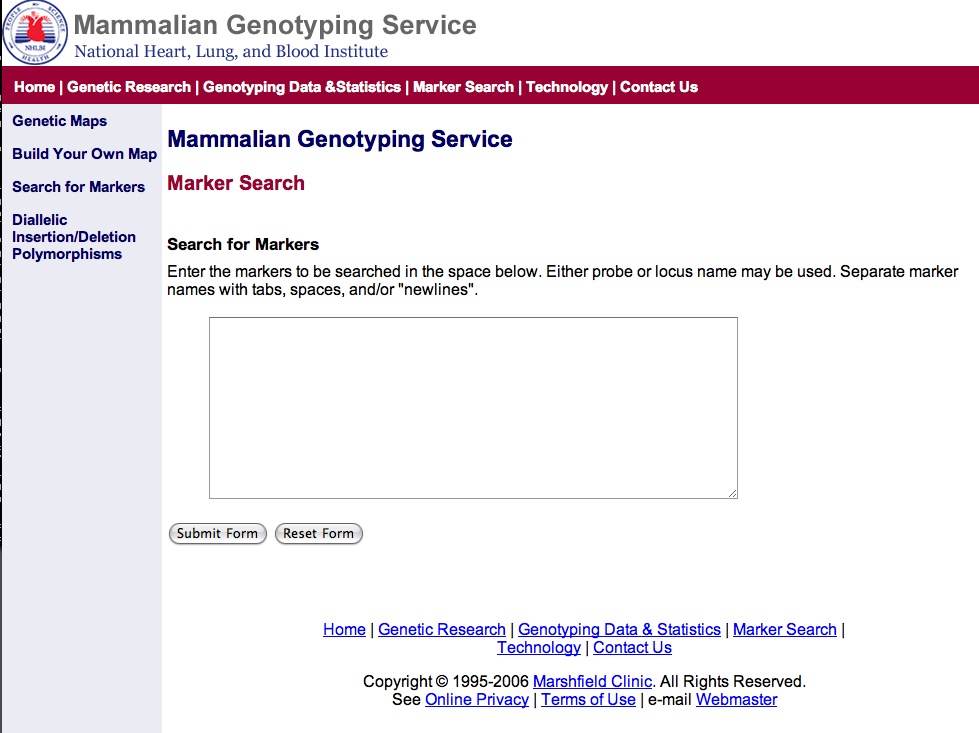 PEOPLE SCIENCE HEALTH
NHLBI
Mammalian Genotyping Service
National Heart, Lung, and Blood Institute
Home | Genetic Research | Genotyping Data &Statistics | Marker Search | Technology | Contact Us
Genetic Maps
Build Your Own Map
Search for Markers
Diallelic
Insertion/Deletion
Polymorphisms
Mammalian Genotyping Service
Marker Search
Search for Markers
Enter the markers to be searched in the space below. Either probe or locus name may be used. Separate marker
names with tabs, spaces, and/or "newlines".
Submit Form Reset Form
Home | Genetic Research | Genotyping Data & Statistics | Marker Search |
Technology | Contact Us
Copyright © 1995-2006 Marshfield Clinic. All Rights Reserved.
See Online Privacy | Terms of Use | e-mail Webmaster